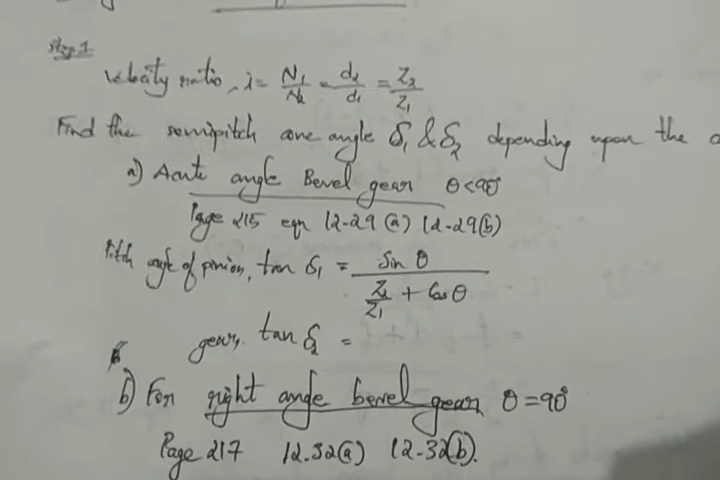 Step 1
Velocity ratio, i = N1/N2 = d2/d1 = Z2/Z1
Find the semipitch cone angle δ1 & δ2 depending upon the
a) Acute angle Bevel gear θ<90°
Page 215 eqn 12-29 (a) 12-29(b)
Pitch angle of pinion, tan δ1 = Sin θ / (Z2/Z1 + Cos θ)
gear, tan δ2 =
b) For right angle bevel gear θ = 90°
Page 217 12.32(a) 12-32(b).